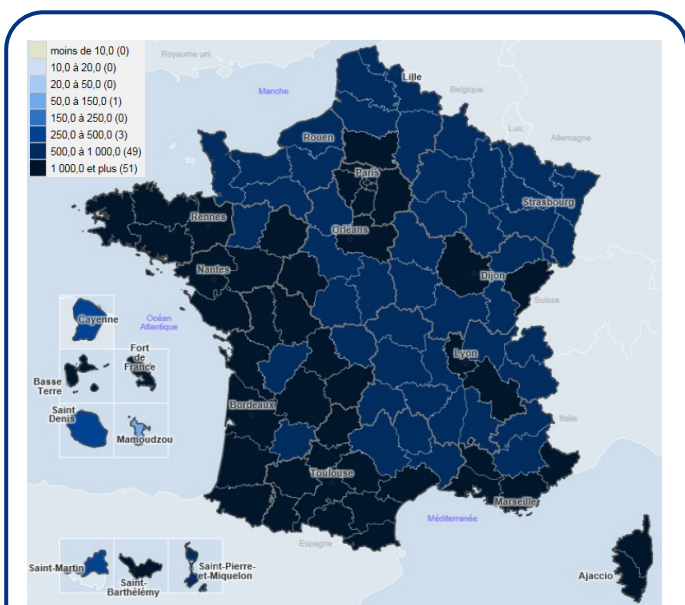 moins de 10,0 (0)
10,0 à 20,0 (0)
20,0 à 50,0 (0)
50,0 à 150,0 (1)
150,0 à 250,0 (0)
250,0 à 500,0 (3)
500,0 à 1 000,0 (49)
1 000,0 et plus (51)
Royaume uni
Lille
Manche
Belgique
Rouen
Lux.
Allemagne
Paris
Strasbourg
Rennes
Orléans
Nantes
Dijon
Suisse
Océan
Atlantique
Cayenne
Fort
de
France
Lyon
Basse
Terre
Bordeaux
Saint
Denis
Mamoudzou
Italie
Toulouse
Marseille
Méditerranée
Espagne
Saint-Martin
Saint-
Barthélémy
Saint-Pierre-
et-Miquelon
Ajaccio